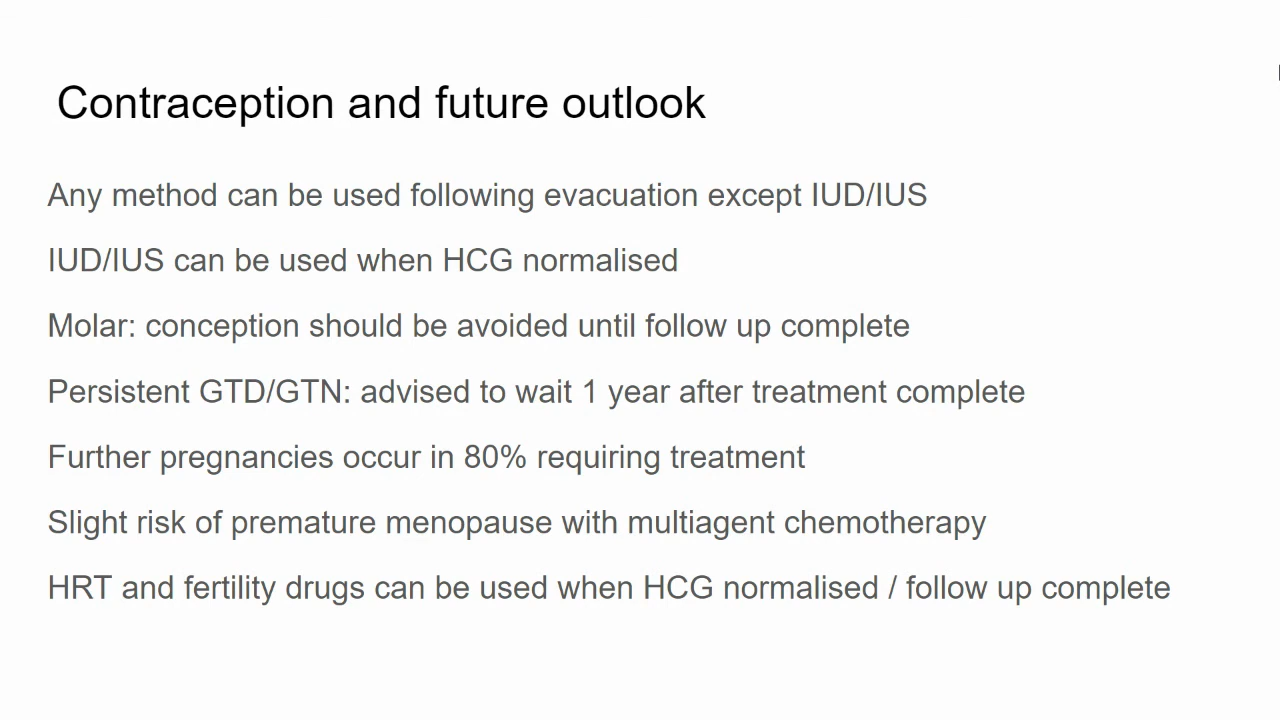 Contraception and future outlook
Any method can be used following evacuation except IUD/IUS
IUD/IUS can be used when HCG normalised
Molar: conception should be avoided until follow up complete
Persistent GTD/GTN: advised to wait 1 year after treatment complete
Further pregnancies occur in 80% requiring treatment
Slight risk of premature menopause with multiagent chemotherapy
HRT and fertility drugs can be used when HCG normalised / follow up complete